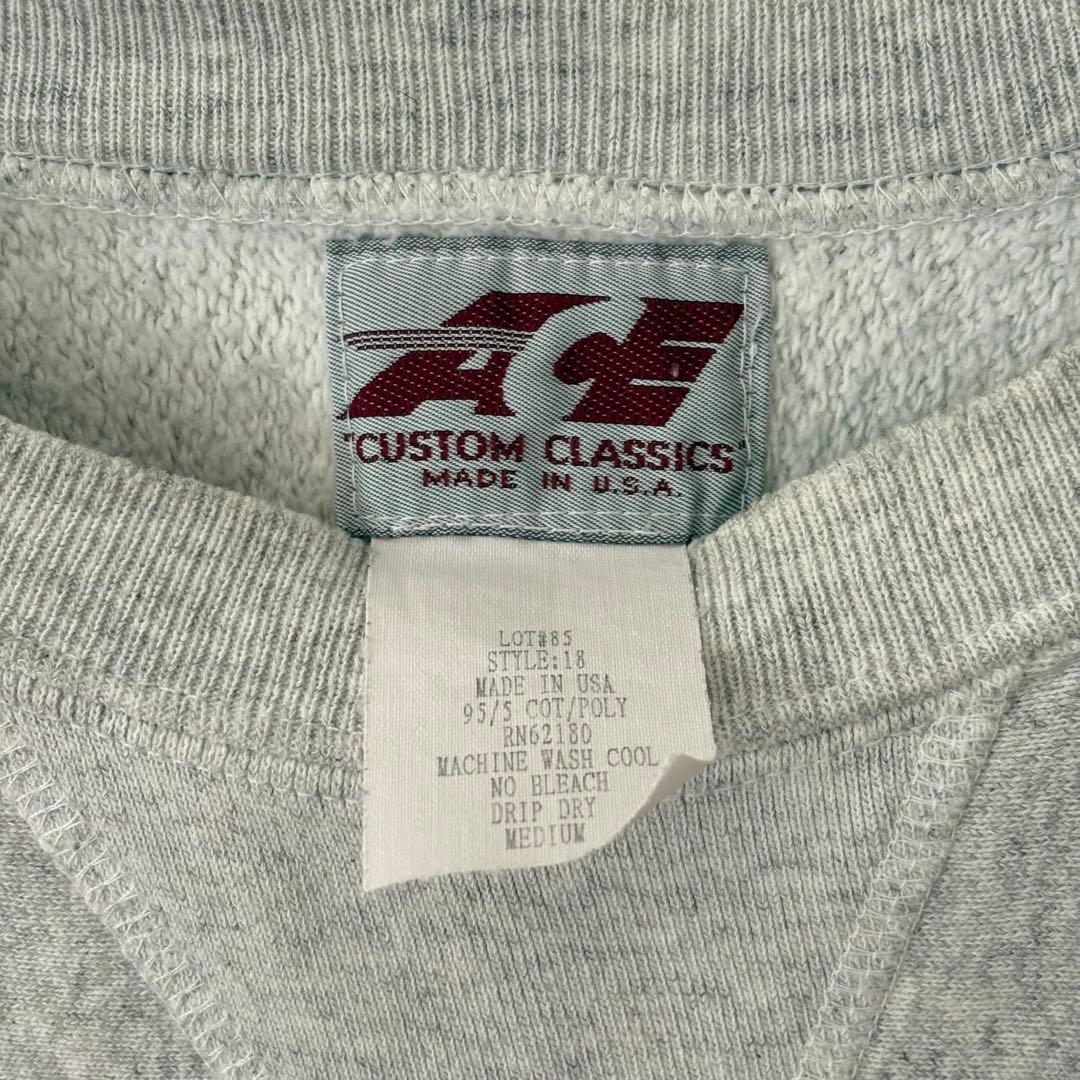 ACE
"CUSTOM CLASSICS"
MADE IN U.S.A.
LOT#85
STYLE:18
MADE IN USA
95/5 COT/POLY
RN62180
MACHINE WASH COOL
NO BLEACH
DRIP DRY
MEDIUM